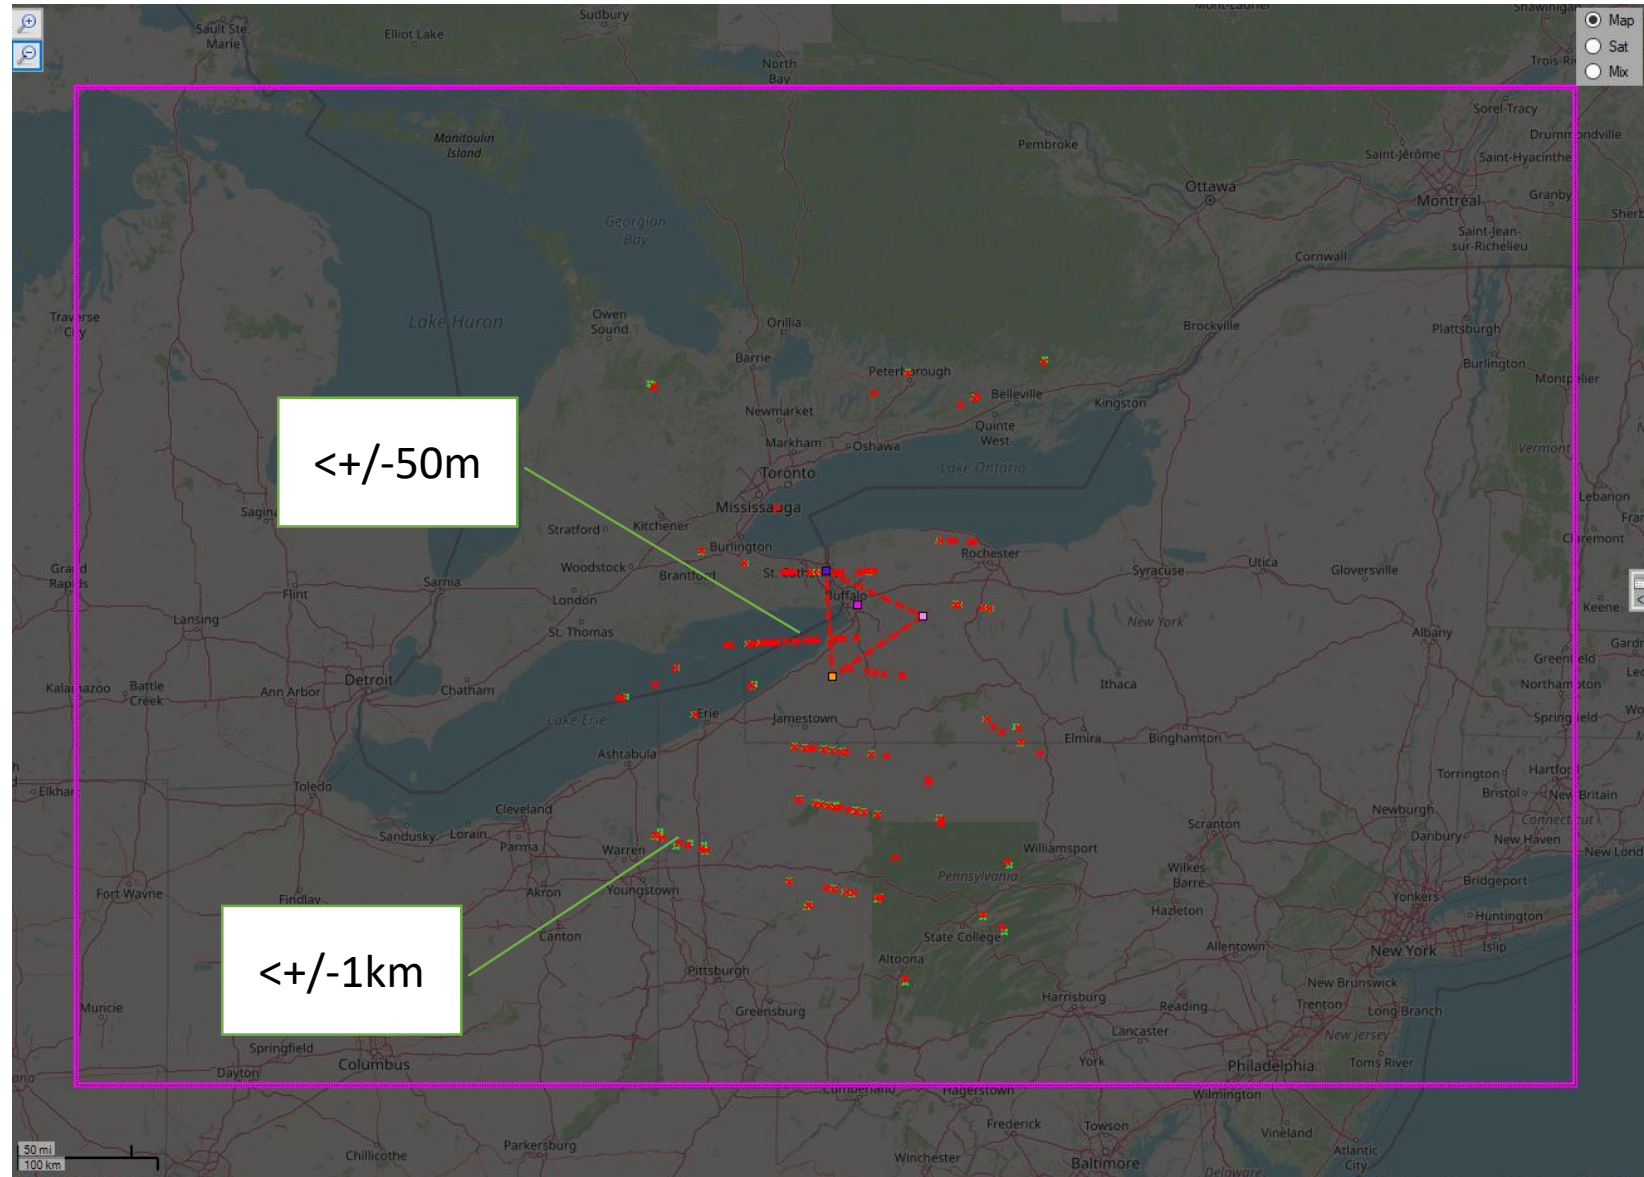 Sudbury
Sault Ste.
Marie
Elliot Lake
Map
Sat
Mix
North
Bay
Sorel-Tracy
Drummondville
Manitoulin
Island
Pembroke
Saint-Jérôme
Saint-Hyacinthe
Ottawa
Montréal
Granby
Georgian
Bay
Saint-Jean-
sur-Richelieu
Cornwall
Traverse
City
Lake Huron
Owen
Sound
Orillia
Brockville
Plattsburgh
Barrie
Peterborough
Burlington
Montpelier
Belleville
Kingston
Newmarket
Quinte
West
Markham
Oshawa
Vermont
<+/-50m
Toronto
Lake Ontario
Lebanon
Mississauga
Stratford
Kitchener
Claremont
Burlington
Rochester
Grand
Rapids
Woodstock
Brantford
Syracuse
Utica
Gloversville
Sarnia
Flint
London
Buffalo
Keene
Lansing
St. Thomas
New York
Albany
Greenfield
Detroit
Kalamazoo
Battle
Creek
Ann Arbor
Chatham
Ithaca
Northampton
Lake Erie
Erie
Jamestown
Springfield
Elmira
Binghamton
Ashtabula
Torrington
Hartford
Toledo
Bristol
New Britain
Cleveland
Newburgh
Connecticut
Sandusky
Lorain
Parma
Scranton
Danbury
New Haven
Warren
Williamsport
Wilkes-
Barre
Pennsylvania
Bridgeport
Fort Wayne
Findlay
Akron
Youngstown
Yonkers
Hazleton
Huntington
Canton
State College
Allentown
New York
Islip
<+/-1km
Altoona
Pittsburgh
New Brunswick
Harrisburg
Reading
Trenton
Long Branch
Muncie
Greensburg
Lancaster
New Jersey
Springfield
Columbus
York
Philadelphia
Toms River
Dayton
Cumberland
Hagerstown
Wilmington
Frederick
Towson
Vineland
50 mi
100 km
Chillicothe
Parkersburg
Winchester
Baltimore
Delaware
Atlantic
City